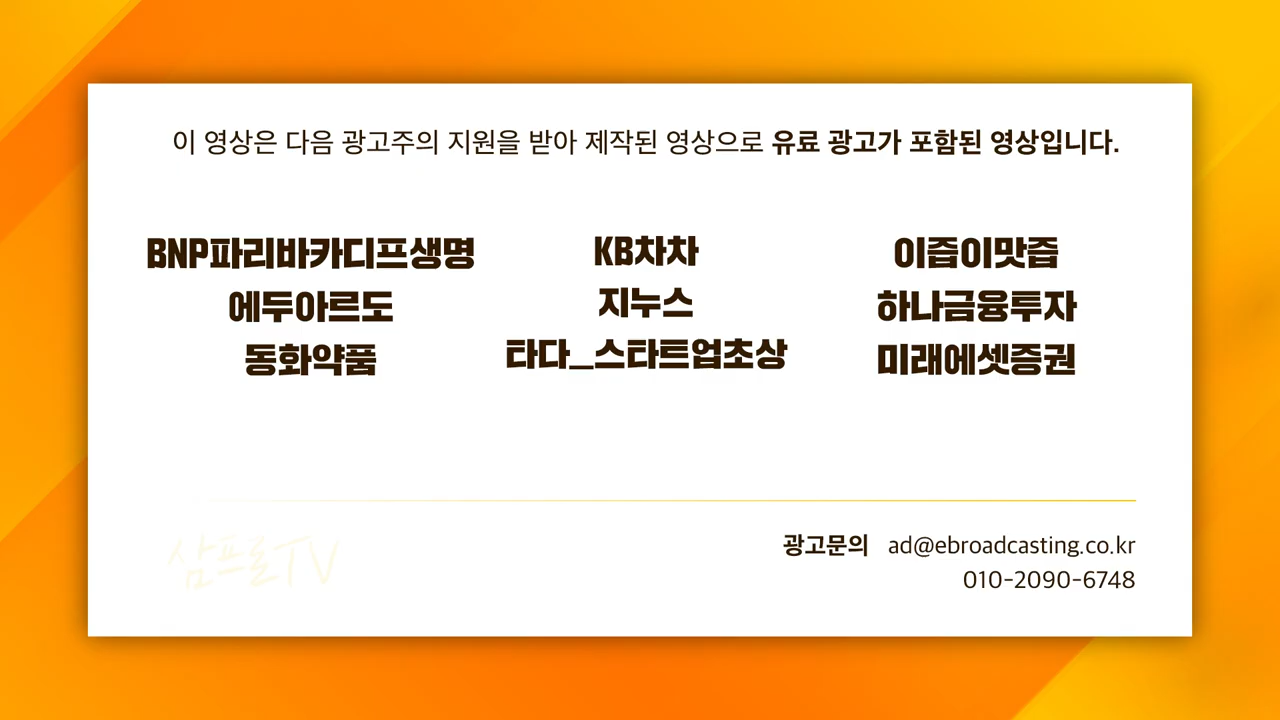 이 영상은 다음 광고주의 지원을 받아 제작된 영상으로 유료 광고가 포함된 영상입니다.
BNP파리바카디프생명
에두아르도
동화약품
KB차차
지누스
타다_스타트업초상
이즙이맛즙
하나금융투자
미래에셋증권
삼프로TV
광고문의 ad@ebroadcasting.co.kr
010-2090-6748